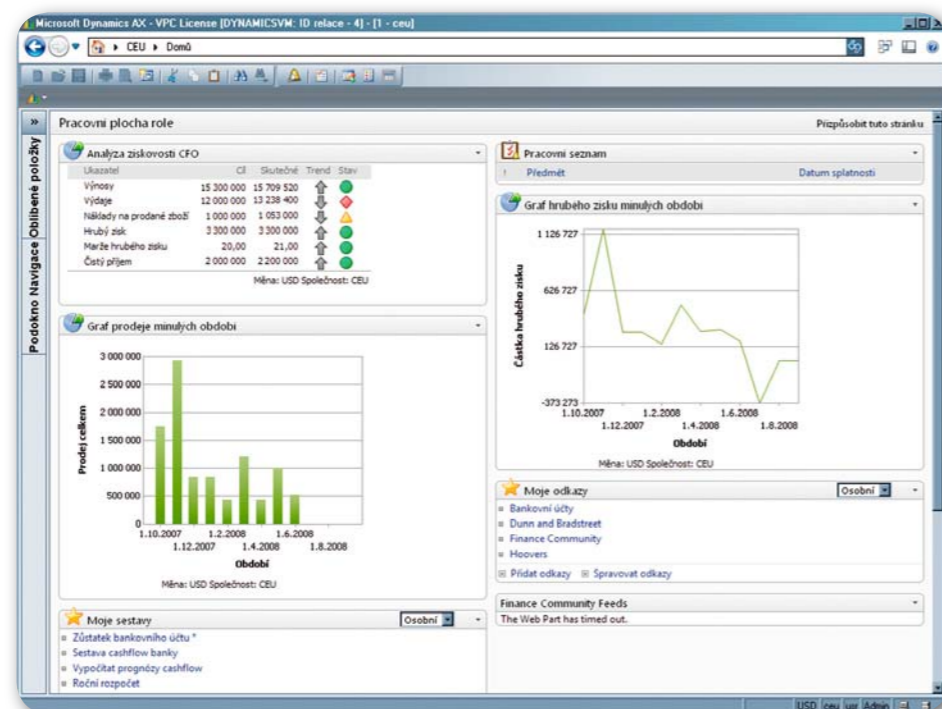 Microsoft Dynamics AX - VPC License [DYNAMICSVM: ID relace - 4] - [1 - ceu]
CEU ▸ Domů
Podokno Navigace
Oblíbené položky
Pracovní plocha role
Přizpůsobit tuto stránku
Analýza ziskovosti CFO
Ukazatel Cíl Skutečné Trend Stav
Výnosy 15 300 000 15 709 520
Výdaje 12 000 000 13 238 400
Náklady na prodané zboží 1 000 000 1 053 000
Hrubý zisk 3 300 000 3 300 000
Marže hrubého zisku 20,00 21,00
Čistý příjem 2 000 000 2 200 000
Měna: USD Společnost: CEU
Graf prodeje minulých období
Prodej celkem
3 000 000
2 500 000
2 000 000
1 500 000
1 000 000
500 000
0
1.10.2007 1.2.2008 1.6.2008
1.12.2007 1.4.2008 1.8.2008
Období
Měna: USD Společnost: CEU
Moje sestavy
Osobní
Zůstatek bankovního účtu *
Sestava cashflow banky
Vypočítat prognózy cashflow
Roční rozpočet
Pracovní seznam
! Předmět Datum splatnosti
Graf hrubého zisku minulých období
Částka hrubého zisku
1 126 727
626 727
126 727
-373 273
1.10.2007 1.2.2008 1.6.2008
1.12.2007 1.4.2008 1.8.2008
Období
Měna: USD Společnost: CEU
Moje odkazy
Osobní
Bankovní účty
Dunn and Bradstreet
Finance Community
Hoovers
Přidat odkazy Spravovat odkazy
Finance Community Feeds
The Web Part has timed out.
USD ceu usr Admin